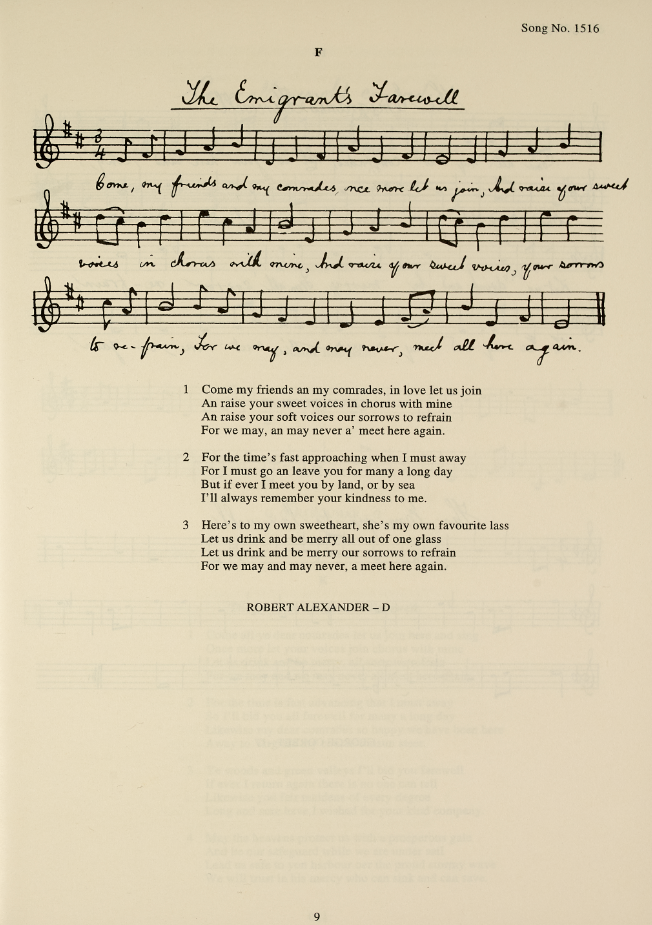 Song No. 1516
F
The Emigrant's Farewell
3
4
Come, my friends and my comrades, nce more let us join, And raise your sweet
voices in chorus with mine, And raise your sweet voices, your sorrows
to re-frain, For we may, and may never, meet all here again.
1 Come my friends an my comrades, in love let us join
An raise your sweet voices in chorus with mine
An raise your soft voices our sorrows to refrain
For we may, an may never a' meet here again.
2 For the time's fast approaching when I must away
For I must go an leave you for many a long day
But if ever I meet you by land, or by sea
I'll always remember your kindness to me.
3 Here's to my own sweetheart, she's my own favourite lass
Let us drink and be merry all out of one glass
Let us drink and be merry our sorrows to refrain
For we may and may never, a meet here again.
ROBERT ALEXANDER – D
9